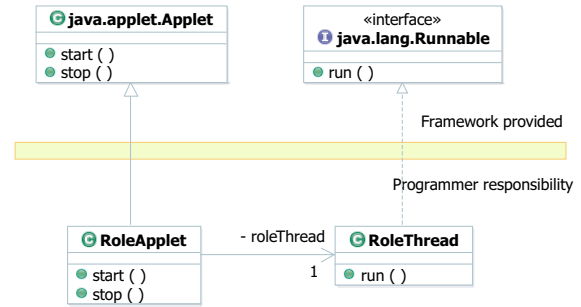 java.applet.Applet
start ( )
stop ( )
«interface»
java.lang.Runnable
run ( )
Framework provided
Programmer responsibility
RoleApplet
start ( )
stop ( )
- roleThread
1
RoleThread
run ( )